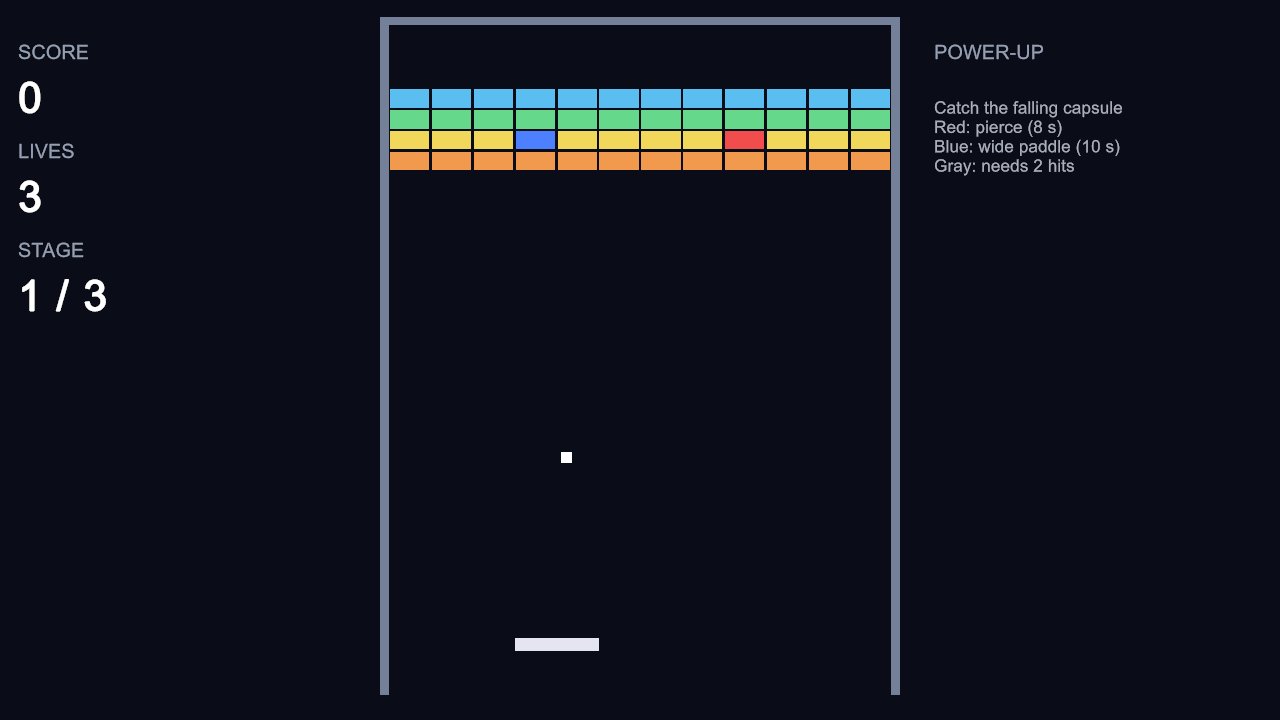 SCORE
0
LIVES
3
STAGE
1 / 3
POWER-UP
Catch the falling capsule
Red: pierce (8 s)
Blue: wide paddle (10 s)
Gray: needs 2 hits